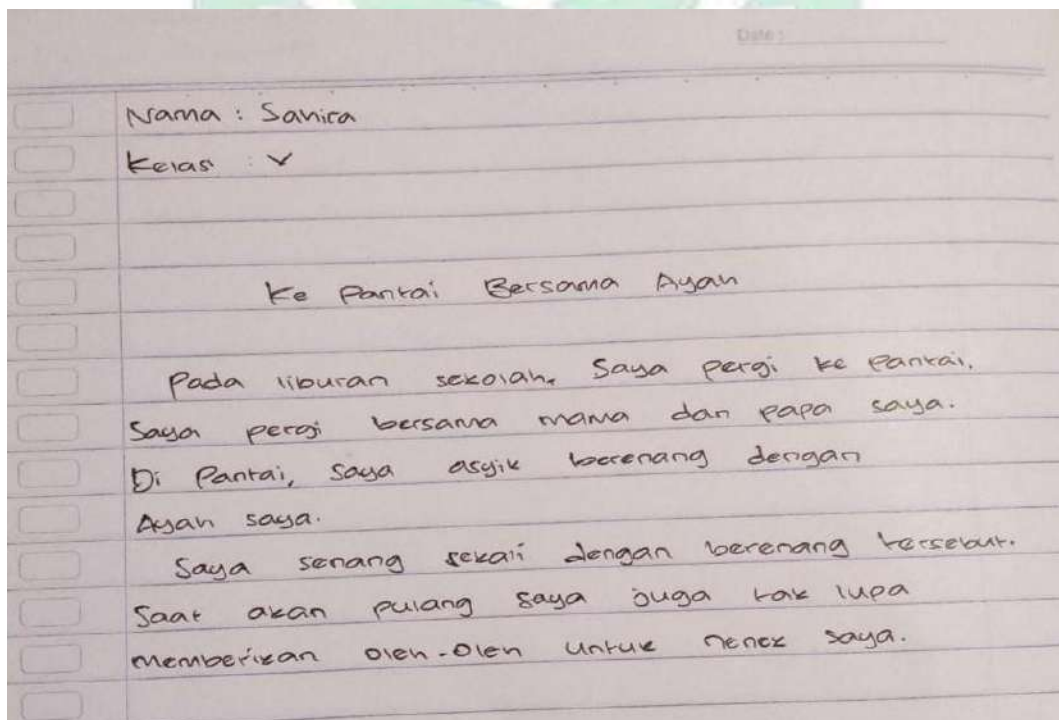 Date :
Nama : Savira
Kelas : V
Ke Pantai Bersama Ayah
Pada liburan sekolah, Saya pergi ke Pantai.
Saya pergi bersama mama dan papa saya.
Di Pantai, saya asyik berenang dengan
Ayah saya.
Saya senang sekali dengan berenang tersebut.
Saat akan pulang saya juga tak lupa
memberikan oleh-oleh untuk nenek saya.